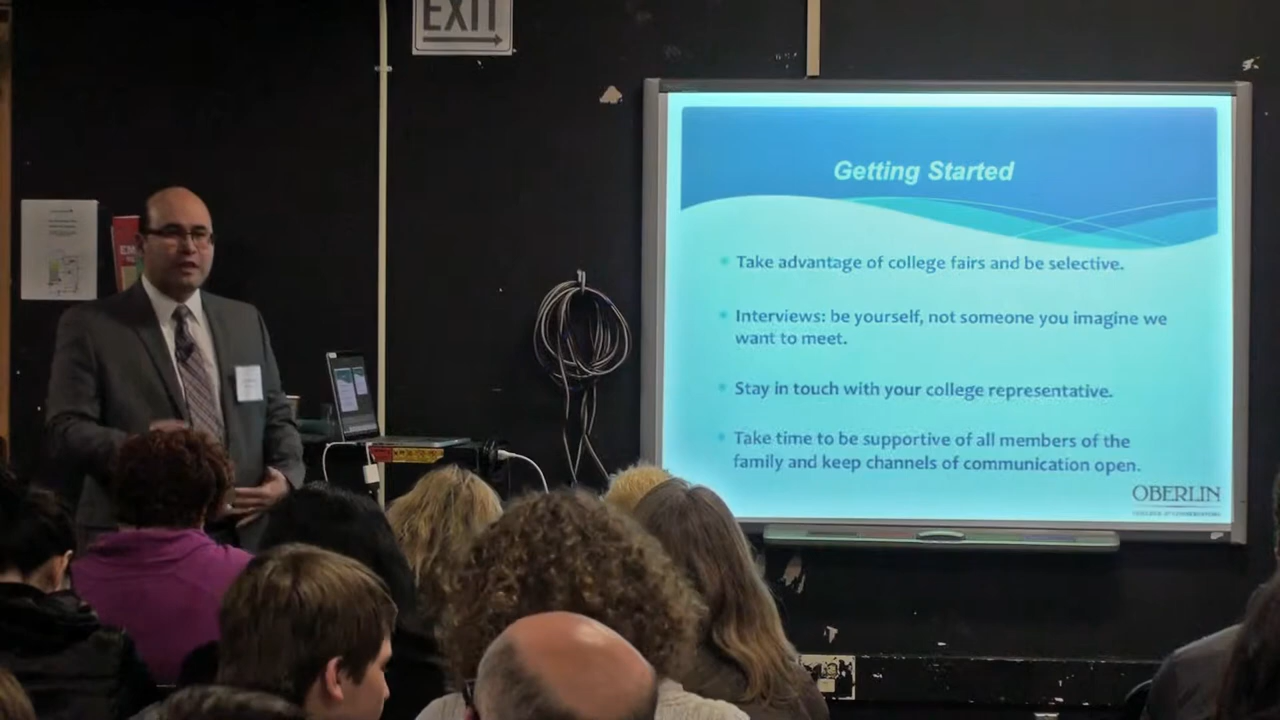 EXIT
Getting Started
Take advantage of college fairs and be selective.
Interviews: be yourself, not someone you imagine we
want to meet.
Stay in touch with your college representative.
Take time to be supportive of all members of the
family and keep channels of communication open.
OBERLIN
COLLEGE & CONSERVATORY